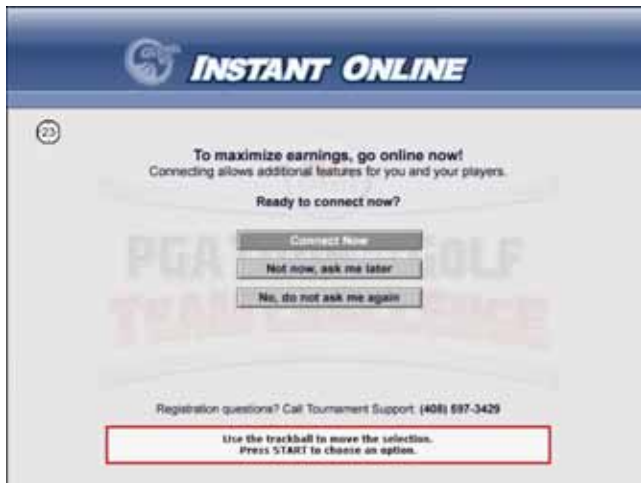 INSTANT ONLINE
23
To maximize earnings, go online now!
Connecting allows additional features for you and your players.
Ready to connect now?
Connect Now
Not now, ask me later
No, do not ask me again
PGA TOUR GOLF
TEAM CHALLENGE
Registration questions? Call Tournament Support: (408) 597-3429
Use the trackball to move the selection.
Press START to choose an option.